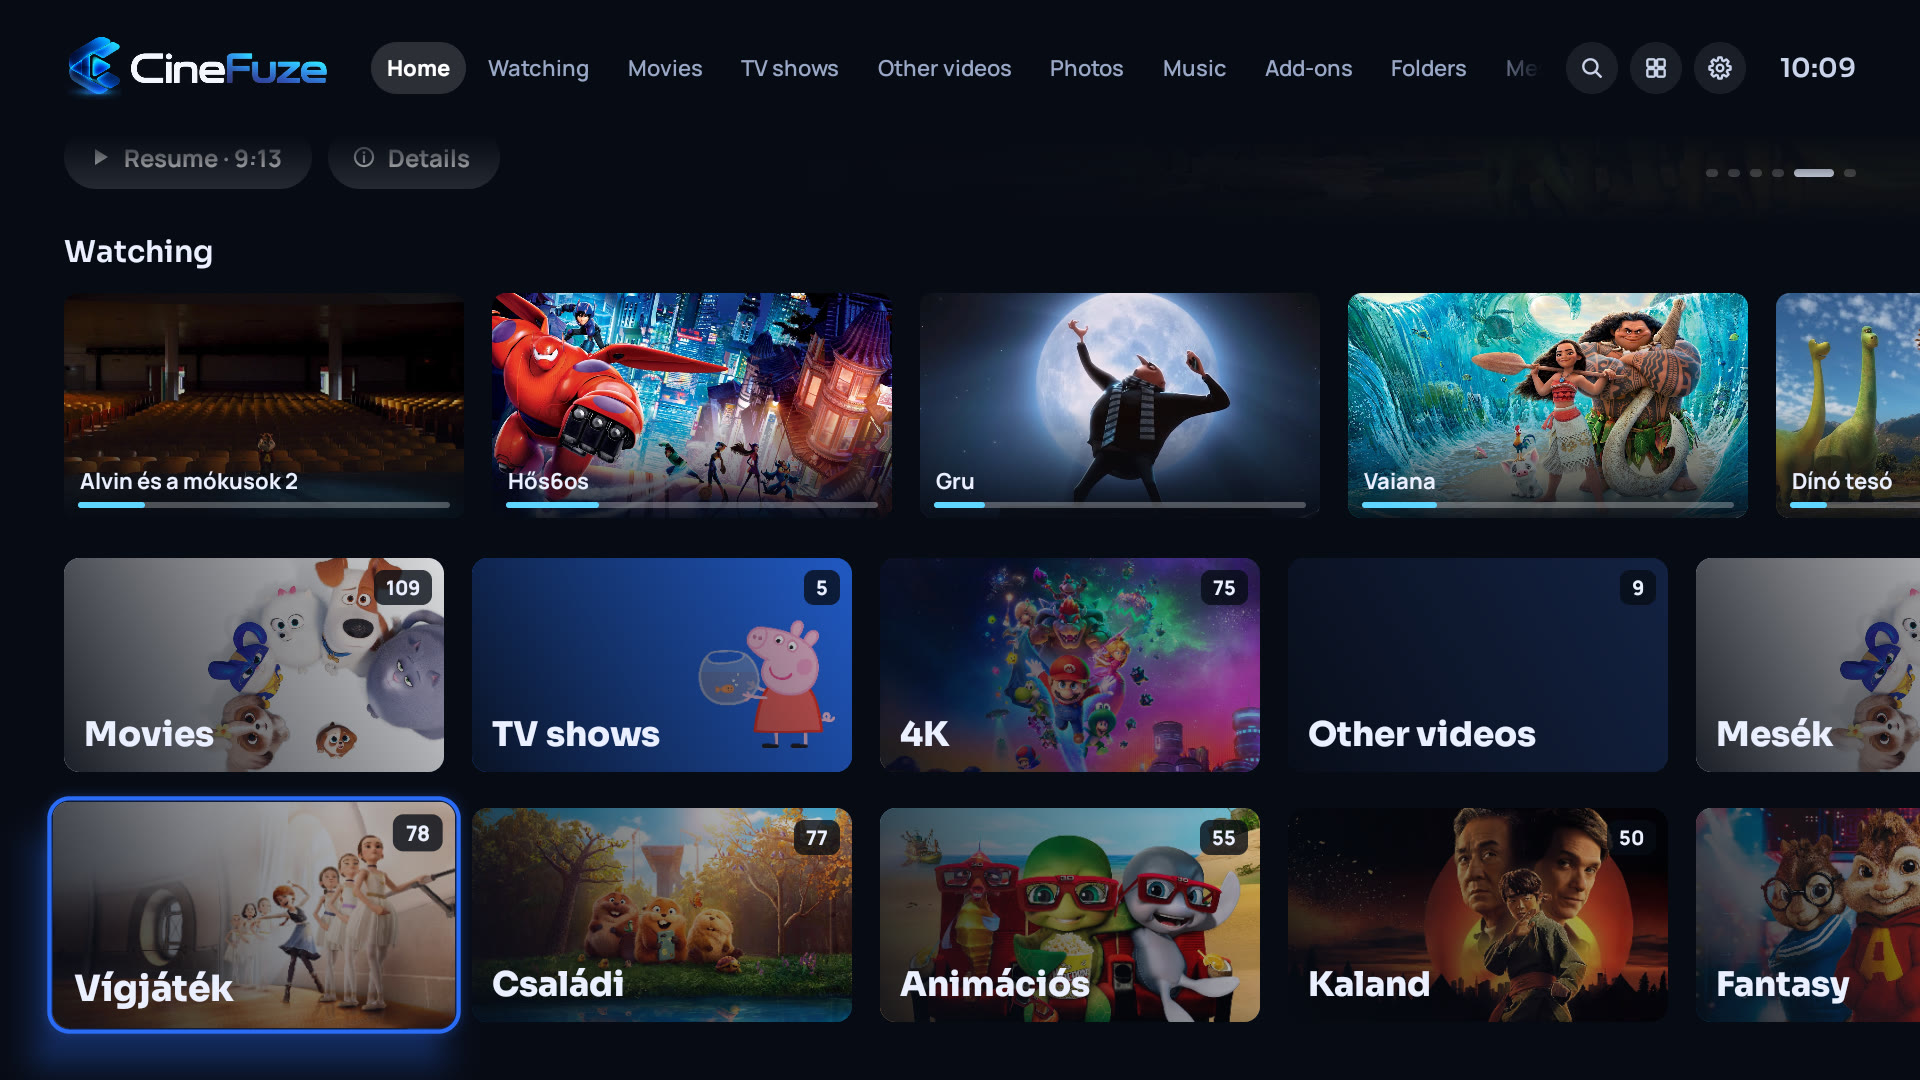 CineFuze
Home
Watching
Movies
TV shows
Other videos
Photos
Music
Add-ons
Folders
10:09
Resume · 9:13
Details
Watching
Alvin és a mókusok 2
Hős6os
Gru
Vaiana
Dínó tesó
109
Movies
5
TV shows
75
4K
9
Other videos
Mesék
78
Vígjáték
77
Családi
55
Animációs
50
Kaland
Fantasy